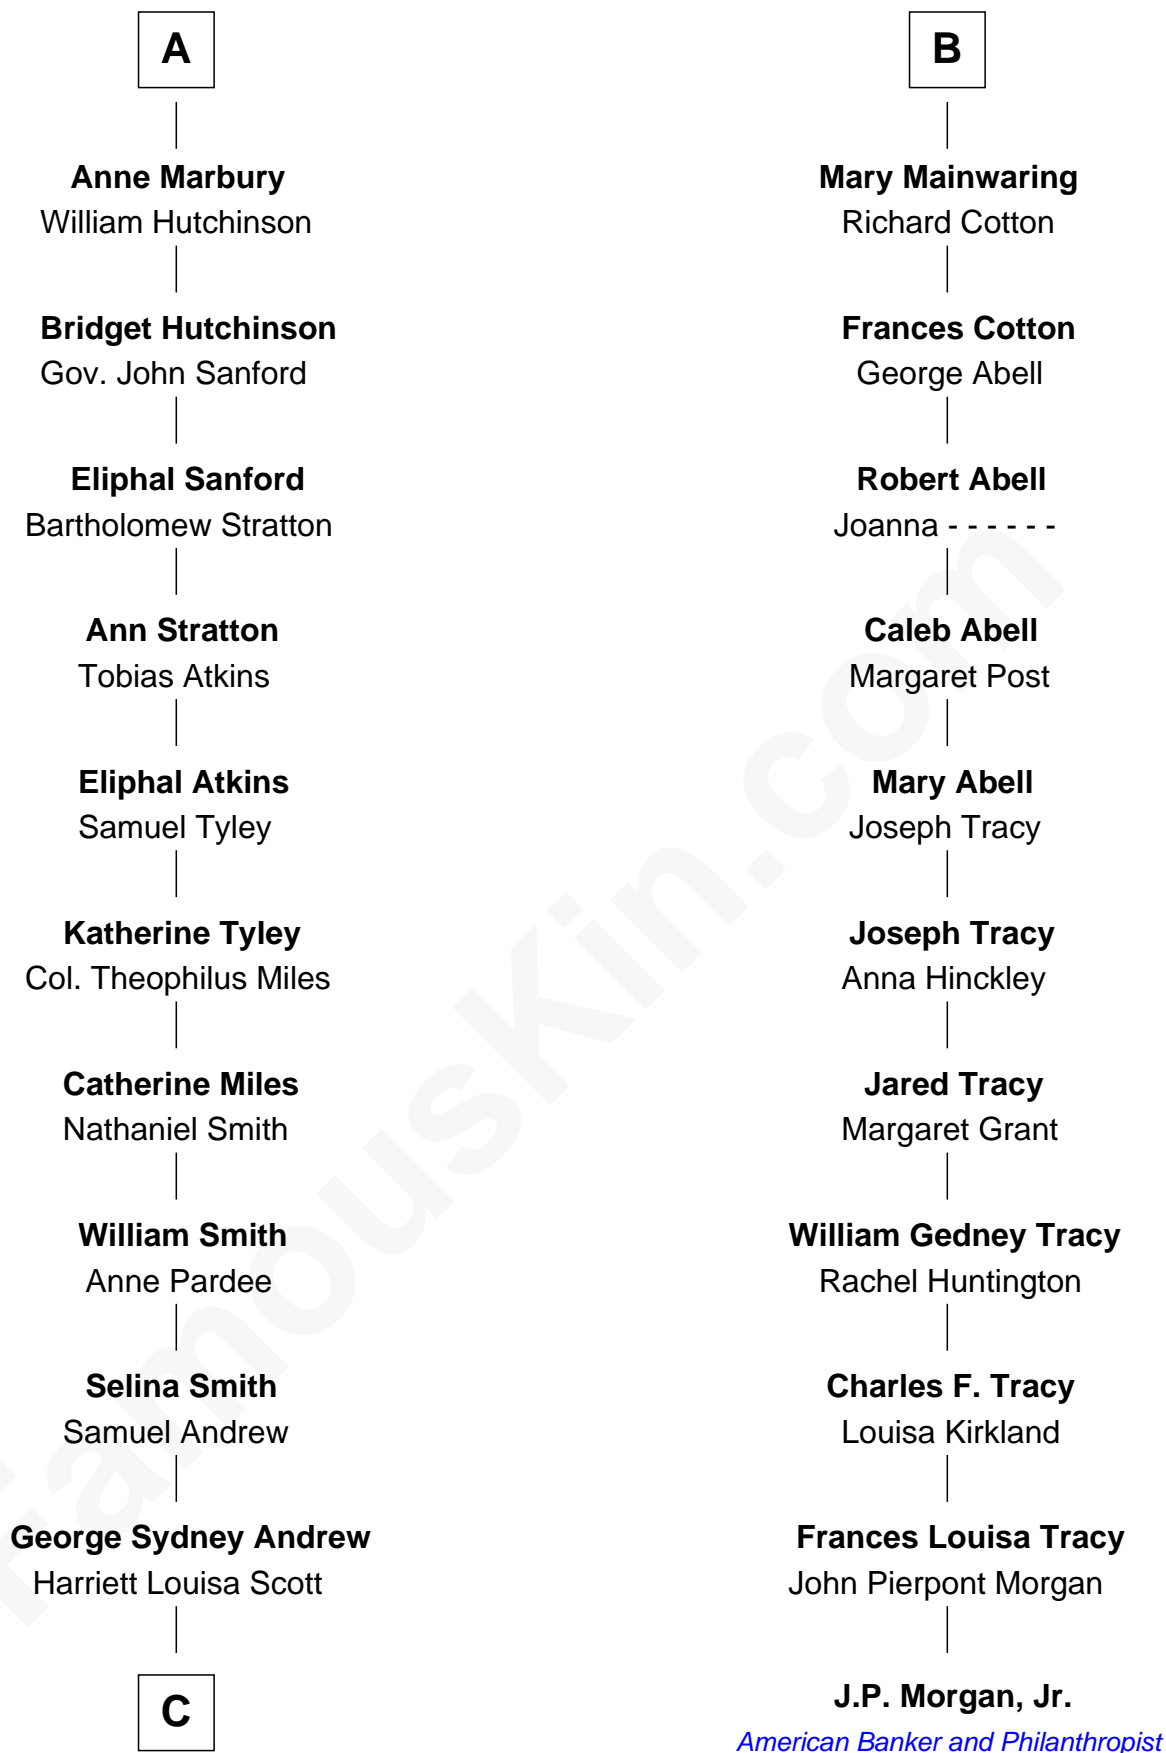 A
Anne Marbury
William Hutchinson
Bridget Hutchinson
Gov. John Sanford
Eliphal Sanford
Bartholomew Stratton
Ann Stratton
Tobias Atkins
Eliphal Atkins
Samuel Tyley
Katherine Tyley
Col. Theophilus Miles
Catherine Miles
Nathaniel Smith
William Smith
Anne Pardee
Selina Smith
Samuel Andrew
George Sydney Andrew
Harriett Louisa Scott
C
B
Mary Mainwaring
Richard Cotton
Frances Cotton
George Abell
Robert Abell
Joanna - - - - - -
Caleb Abell
Margaret Post
Mary Abell
Joseph Tracy
Joseph Tracy
Anna Hinckley
Jared Tracy
Margaret Grant
William Gedney Tracy
Rachel Huntington
Charles F. Tracy
Louisa Kirkland
Frances Louisa Tracy
John Pierpont Morgan
J.P. Morgan, Jr.
American Banker and Philanthropist
FamousKin.com